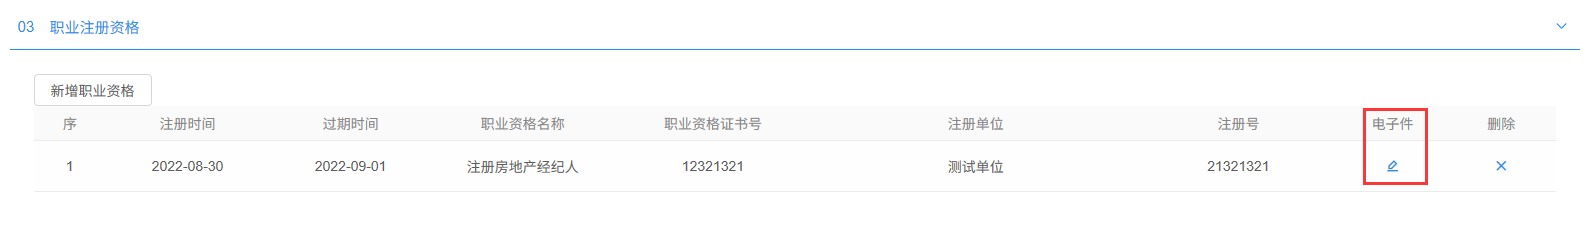 03 职业注册资格
新增职业资格
序 注册时间 过期时间 职业资格名称 职业资格证书号 注册单位 注册号 电子件 删除
1 2022-08-30 2022-09-01 注册房地产经纪人 12321321 测试单位 21321321